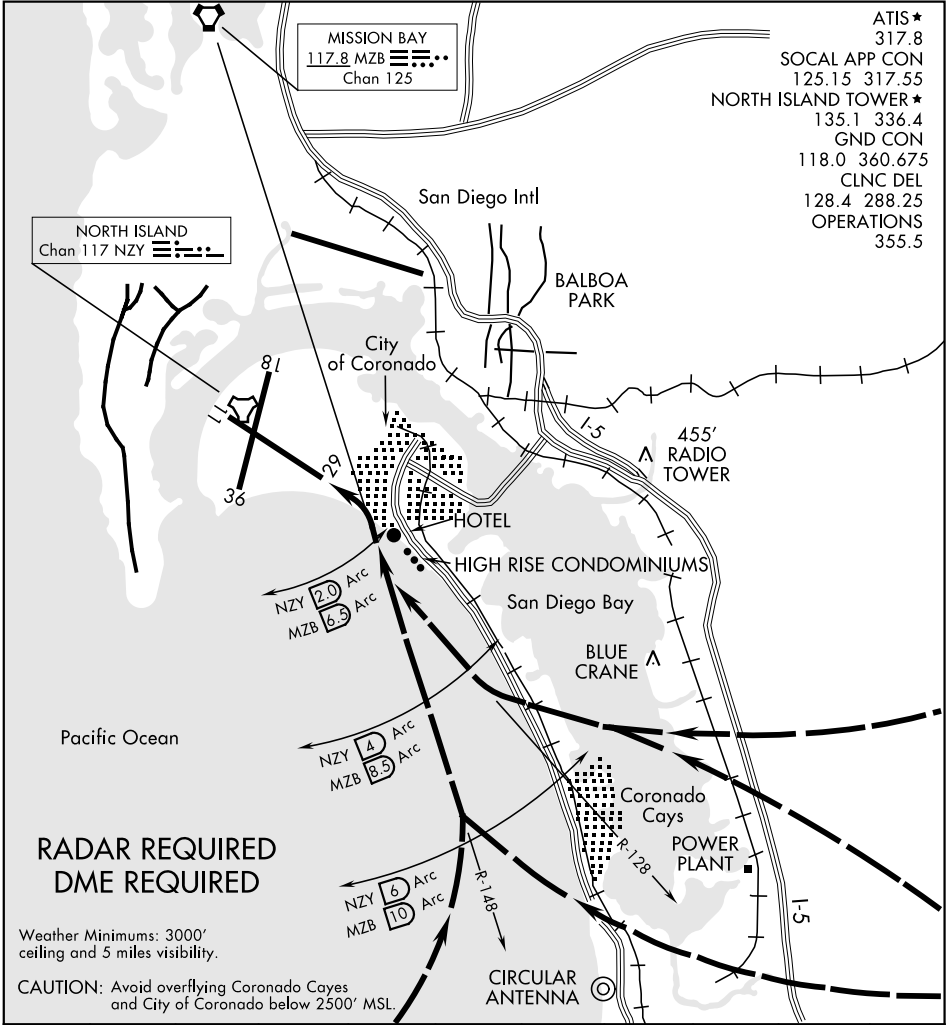 MISSION BAY
117.8 MZB
Chan 125
ATIS★
317.8
SOCAL APP CON
125.15 317.55
NORTH ISLAND TOWER★
135.1 336.4
GND CON
118.0 360.675
CLNC DEL
128.4 288.25
OPERATIONS
355.5
San Diego Intl
NORTH ISLAND
Chan 117 NZY
BALBOA
PARK
City
of Coronado
18
11
29
36
I-5
455'
RADIO
TOWER
HOTEL
HIGH RISE CONDOMINIUMS
NZY 2.0 Arc
MZB 6.5 Arc
San Diego Bay
BLUE
CRANE
Pacific Ocean
NZY 4 Arc
MZB 8.5 Arc
Coronado
Cays
POWER
PLANT
R-128
R-148
I-5
NZY 6 Arc
MZB 10 Arc
RADAR REQUIRED
DME REQUIRED
Weather Minimums: 3000'
ceiling and 5 miles visibility.
CAUTION: Avoid overflying Coronado Cayes
and City of Coronado below 2500' MSL.
CIRCULAR
ANTENNA